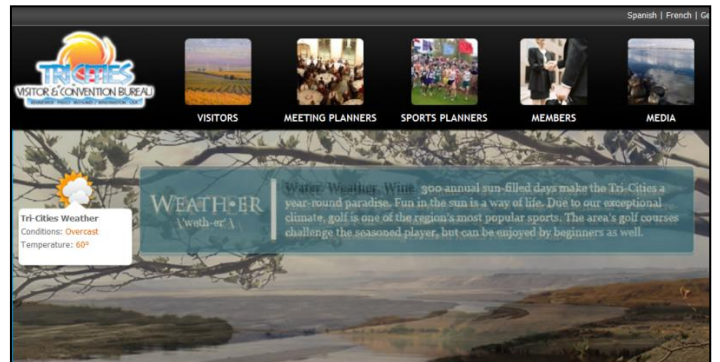 Spanish | French | Ge
TRI-CITIES
VISITOR & CONVENTION BUREAU
VISITORS
MEETING PLANNERS
SPORTS PLANNERS
MEMBERS
MEDIA
WEATH•ER
\'weth-er' \
Water. Weather. Wine. 300 annual sun-filled days make the Tri-Cities a
year-round paradise. Fun in the sun is a way of life. Due to our exceptional
climate, golf is one of the region's most popular sports. The area's golf courses
challenge the seasoned player, but can be enjoyed by beginners as well.
Tri-Cities Weather
Conditions: Overcast
Temperature: 60°